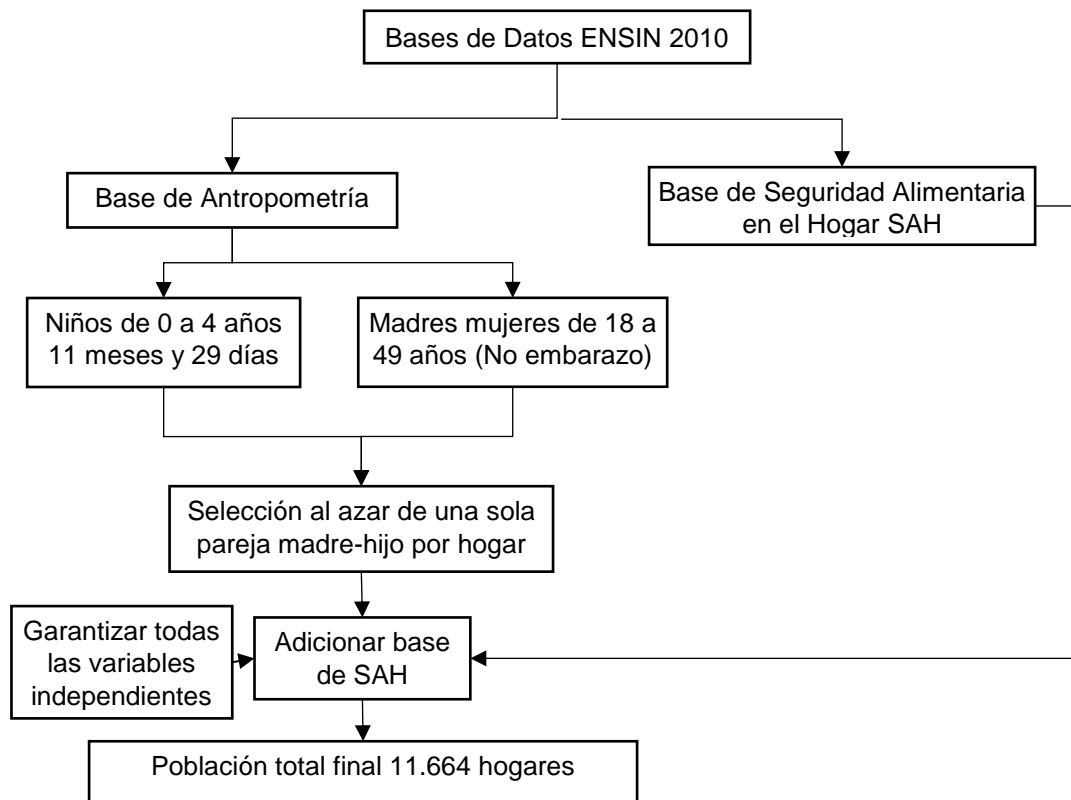 Bases de Datos ENSIN 2010
Base de Antropometría
Base de Seguridad Alimentaria
en el Hogar SAH
Niños de 0 a 4 años
11 meses y 29 días
Madres mujeres de 18 a
49 años (No embarazo)
Selección al azar de una sola
pareja madre-hijo por hogar
Garantizar todas
las variables
independientes
Adicionar base
de SAH
Población total final 11.664 hogares